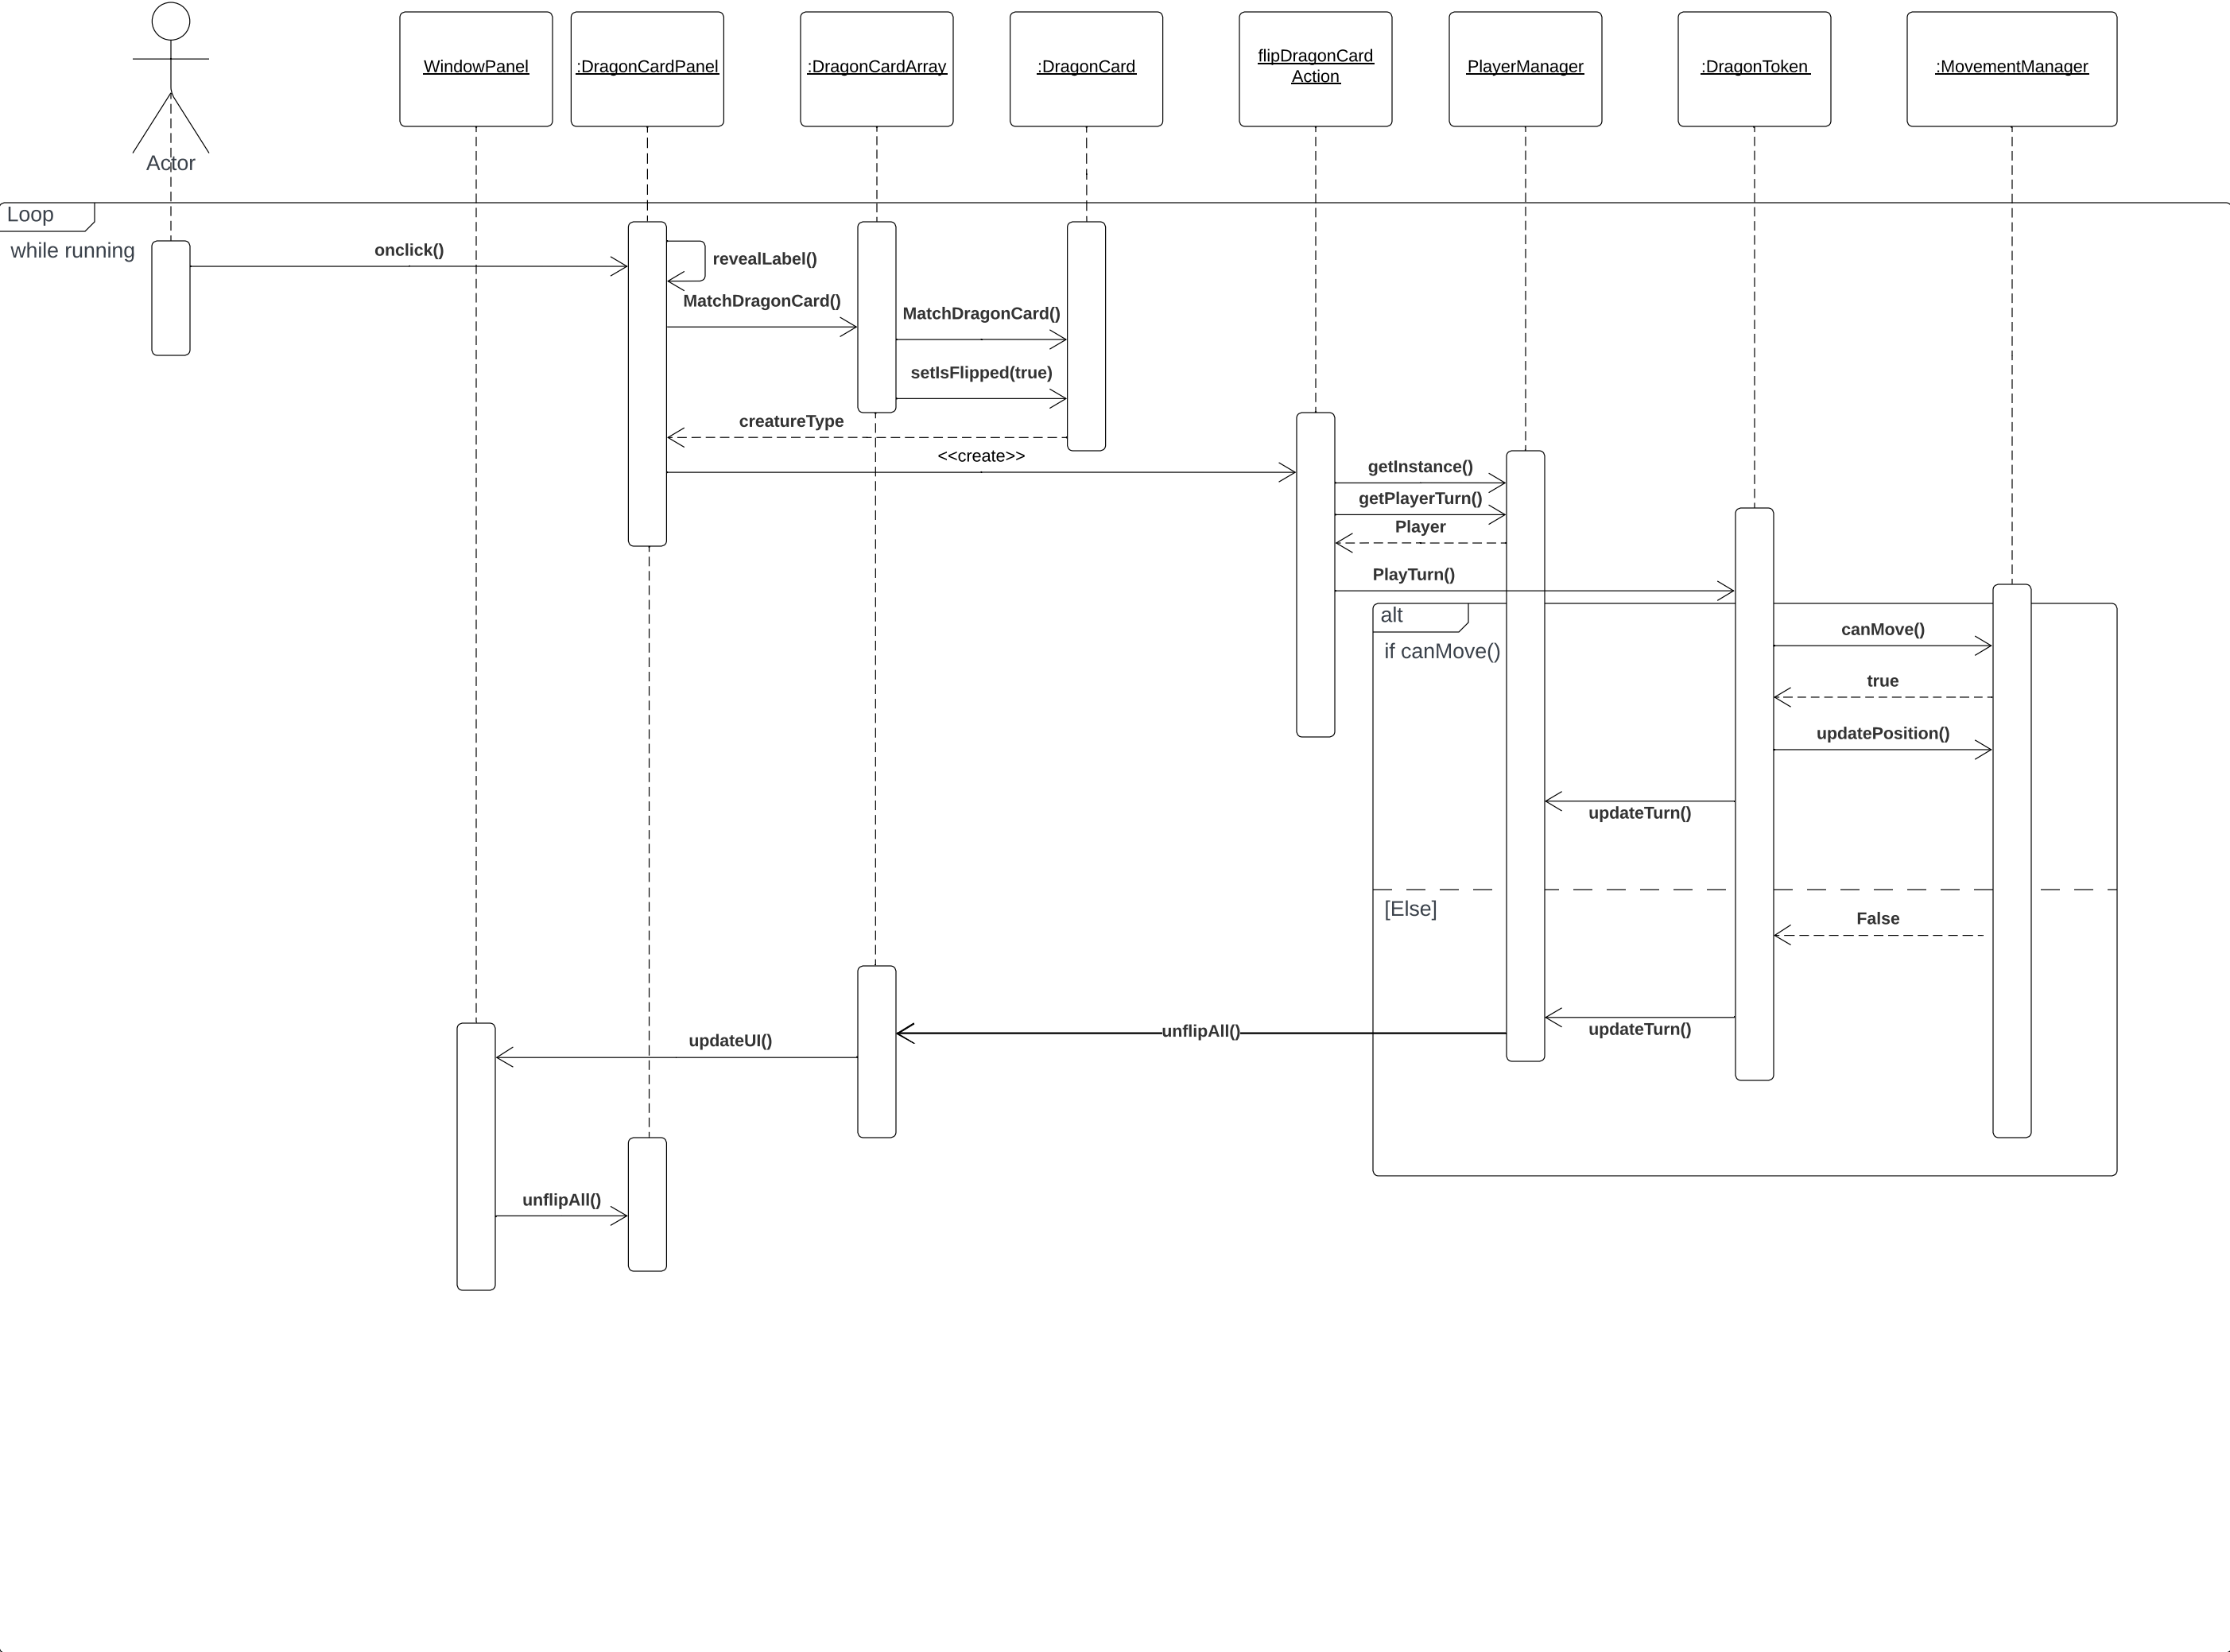 Actor
WindowPanel
:DragonCardPanel
:DragonCardArray
:DragonCard
flipDragonCard
Action
PlayerManager
:DragonToken
:MovementManager
Loop
while running
onclick()
revealLabel()
MatchDragonCard()
MatchDragonCard()
setIsFlipped(true)
creatureType
<<create>>
getInstance()
getPlayerTurn()
Player
PlayTurn()
alt
if canMove()
canMove()
true
updatePosition()
updateTurn()
[Else]
False
updateTurn()
unflipAll()
updateUI()
unflipAll()